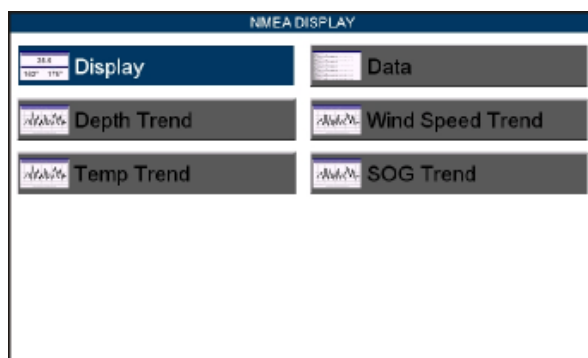 NMEA DISPLAY
Display
Data
Depth Trend
Wind Speed Trend
Temp Trend
SOG Trend